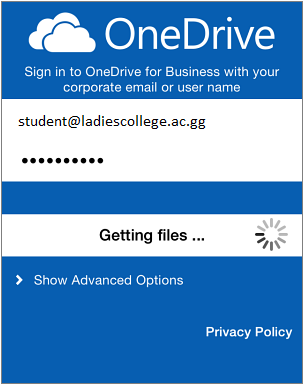 OneDrive
Sign in to OneDrive for Business with your
corporate email or user name
student@ladiescollege.ac.gg
••••••••••
Getting files ...
Show Advanced Options
Privacy Policy